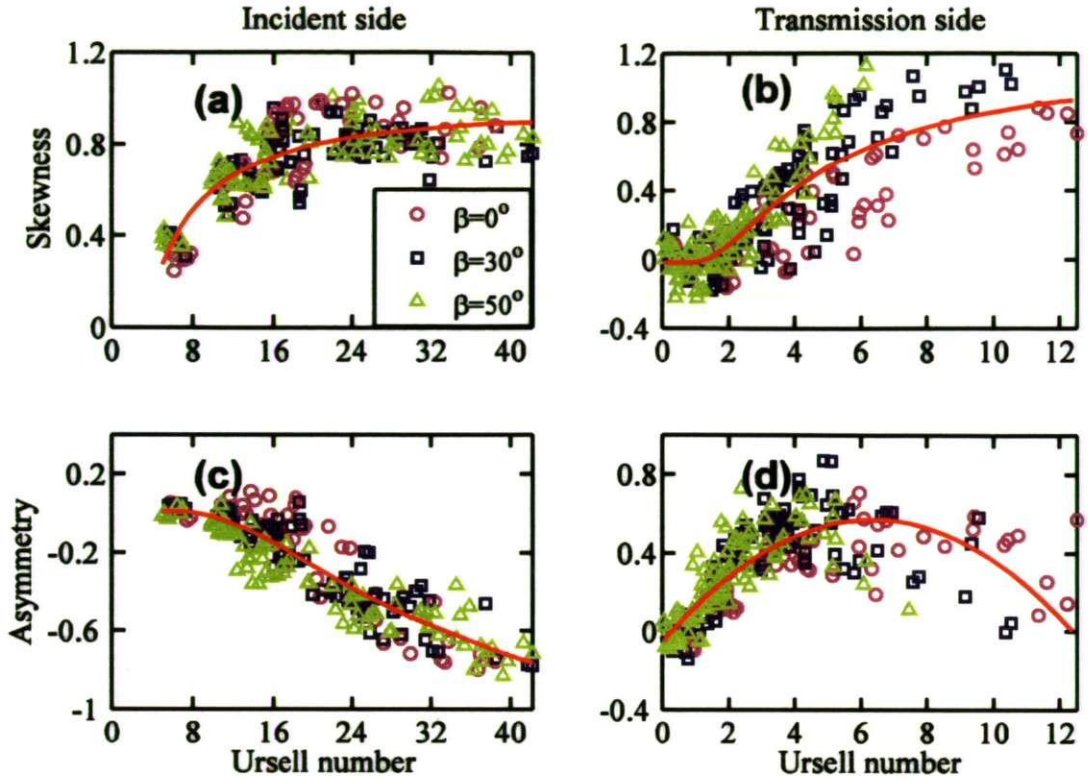 Incident side
Transmission side
Skewness
1.2
0.8
0.4
0
(a)
β=0°
β=30°
β=50°
0 8 16 24 32 40
1.2
0.8
0.4
0
-0.4
(b)
0 2 4 6 8 10 12
Asymmetry
0.2
-0.2
-0.6
-1
(c)
0 8 16 24 32 40
Ursell number
0.8
0.4
0
-0.4
(d)
0 2 4 6 8 10 12
Ursell number